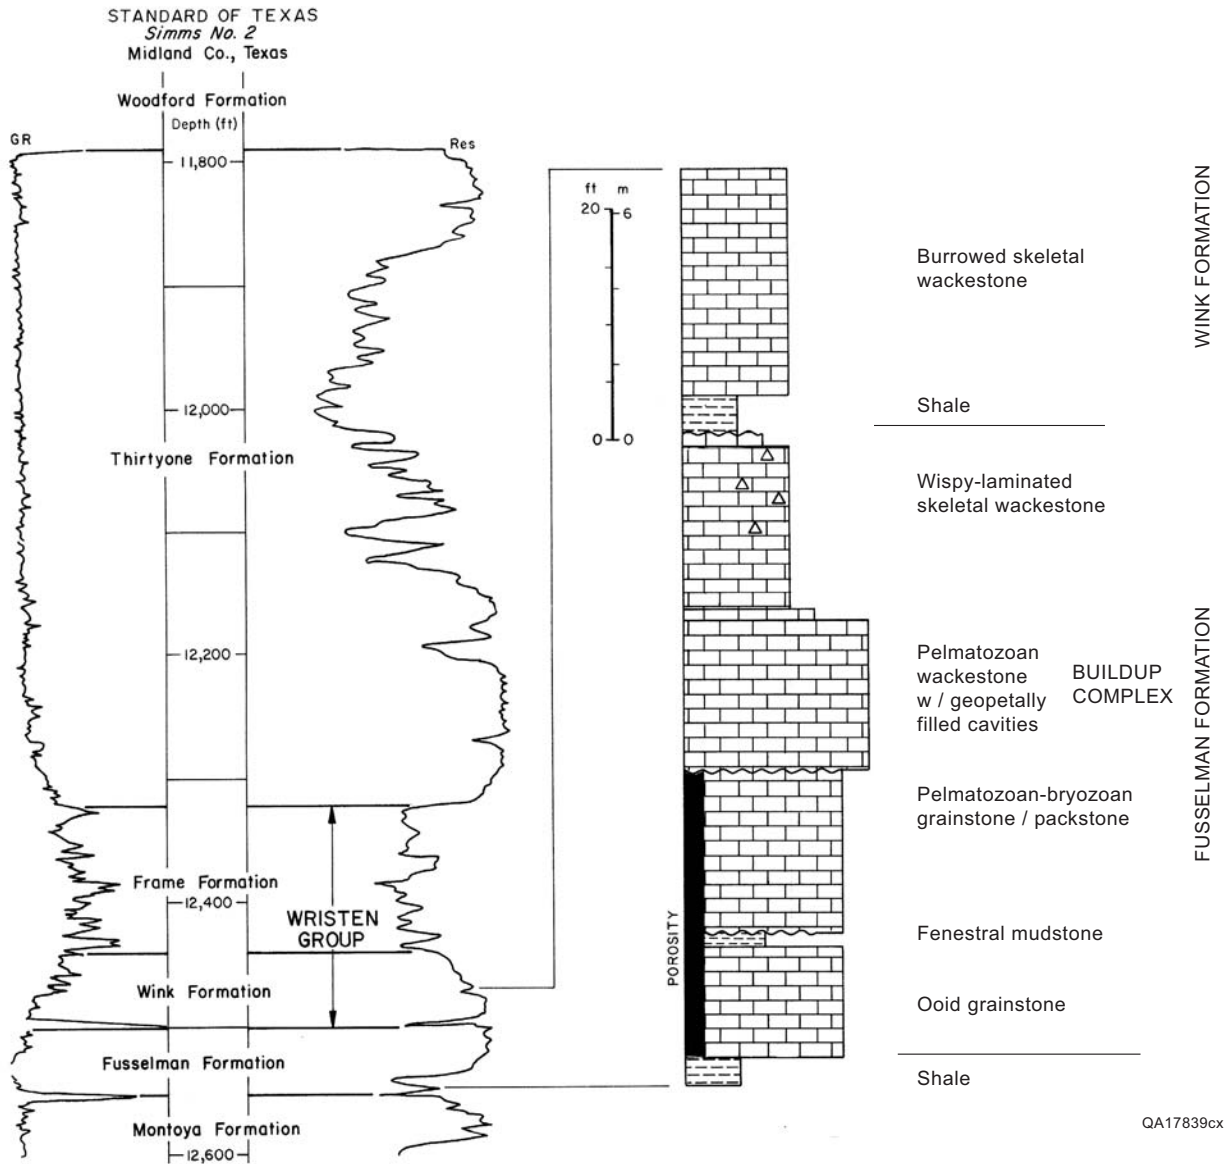 STANDARD OF TEXAS
Simms No. 2
Midland Co., Texas
Woodford Formation
Depth (ft)
GR
Res
11,800
12,000
Thirtyone Formation
12,200
Frame Formation
12,400
WRISTEN
GROUP
Wink Formation
Fusselman Formation
Montoya Formation
12,600
ft m
20 6
0 0
POROSITY
Burrowed skeletal
wackestone
Shale
Wispy-laminated
skeletal wackestone
Pelmatozoan
wackestone
w / geopetally
filled cavities
BUILDUP
COMPLEX
Pelmatozoan-bryozoan
grainstone / packstone
Fenestral mudstone
Ooid grainstone
Shale
WINK FORMATION
FUSSELMAN FORMATION
QA17839cx